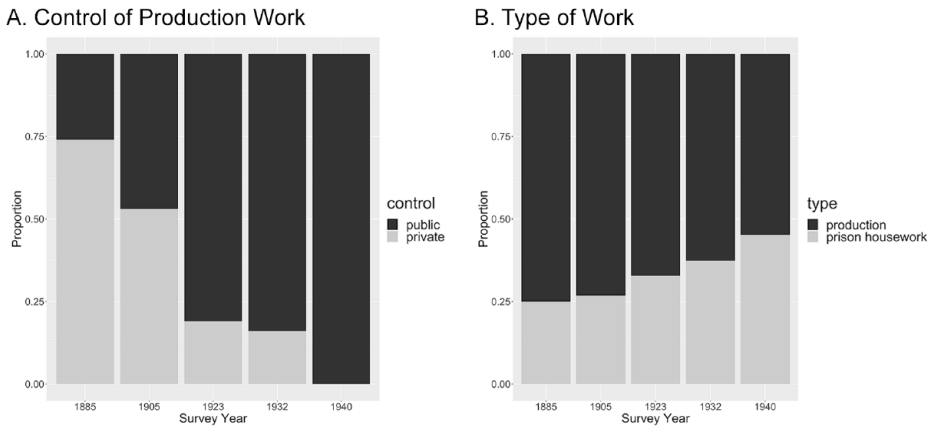 A. Control of Production Work
1.00
0.75
0.50
0.25
0.00
Proportion
1885 1905 1923 1932 1940
Survey Year
control
public
private
B. Type of Work
1.00
0.75
0.50
0.25
0.00
Proportion
1885 1905 1923 1932 1940
Survey Year
type
production
prison housework